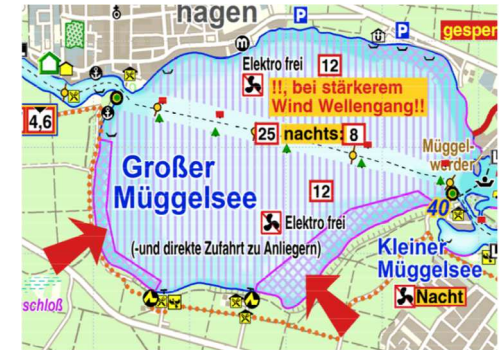 hagen
P
P
gesper
m
Elektro frei
12
!!, bei stärkerem
Wind Wellengang!!
4,6
25 nachts: 8
Müggel-
werder
Großer
Müggelsee
12
40
Elektro frei
(-und direkte Zufahrt zu Anliegern)
Kleiner
Müggelsee
schloß
Nacht